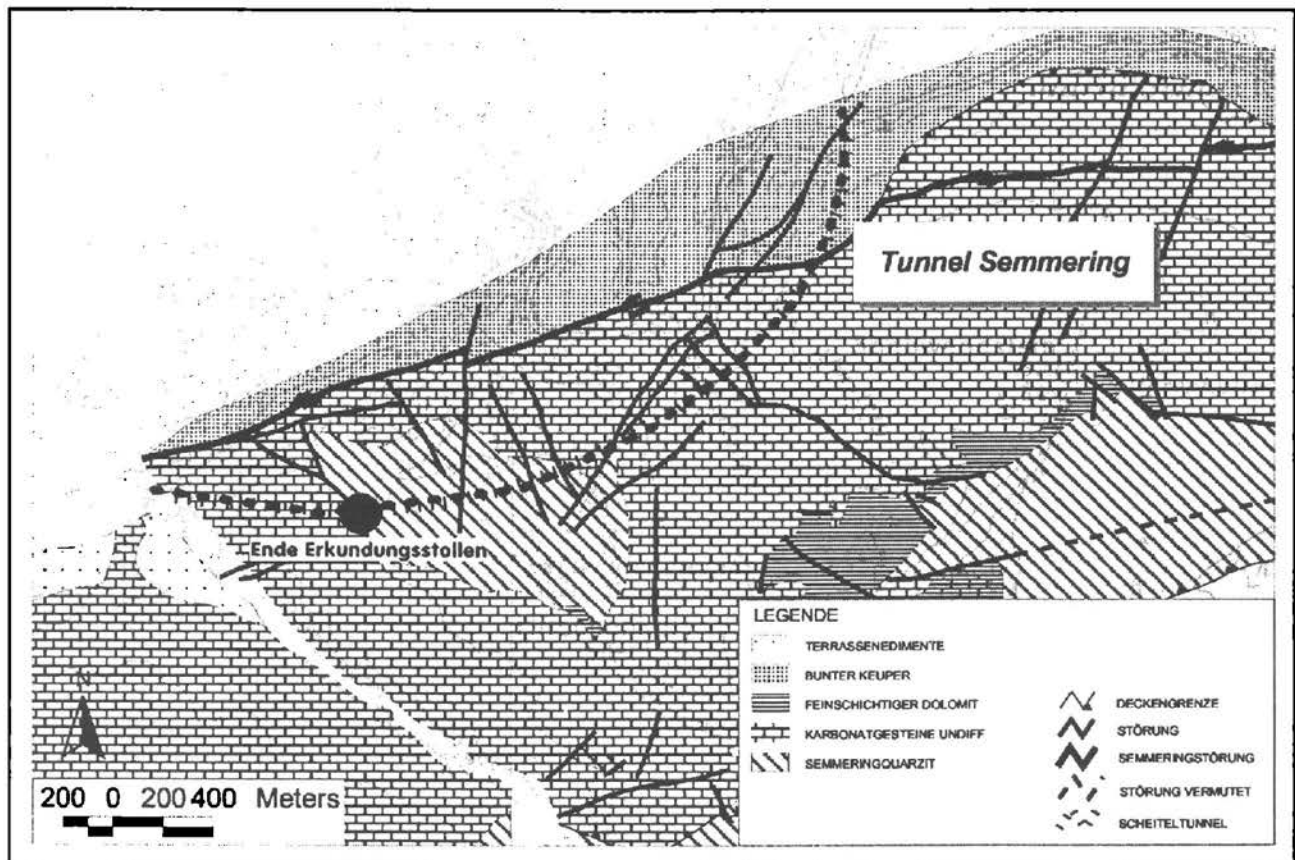 Tunnel Semmering
Ende Erkundungsstollen
LEGENDE
TERRASSENEDIMENTE
BUNTER KEUPER
FEINSCHICHTIGER DOLOMIT
KARBONATGESTEINE UNDIFF
SEMMERINGQUARZIT
DECKENGRENZE
STÖRUNG
SEMMERINGSTÖRUNG
STÖRUNG VERMUTET
SCHEITELTUNNEL
200 0 200 400 Meters